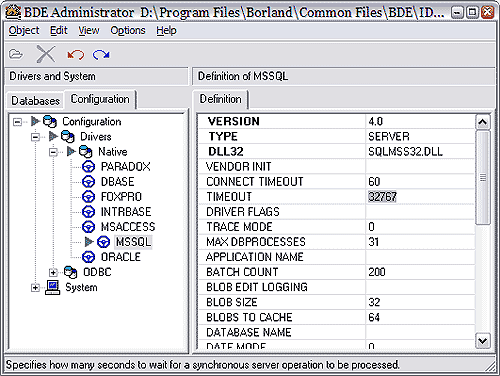 BDE Administrator  D:\Program Files\Borland\Common Files\BDE\ID...
Object Edit View Options Help
Drivers and System
Definition of MSSQL
Databases Configuration
Definition
Configuration
Drivers
Native
PARADOX
DBASE
FOXPRO
INTRBASE
MSACCESS
MSSQL
ORACLE
ODBC
System
VERSION 4.0
TYPE SERVER
DLL32 SQLMSS32.DLL
VENDOR INIT
CONNECT TIMEOUT 60
TIMEOUT 32767
DRIVER FLAGS
TRACE MODE 0
MAX DBPROCESSES 31
APPLICATION NAME
BATCH COUNT 200
BLOB EDIT LOGGING
BLOB SIZE 32
BLOBS TO CACHE 64
DATABASE NAME
DATE MODE 0
Specifies how many seconds to wait for a synchronous server operation to be processed.